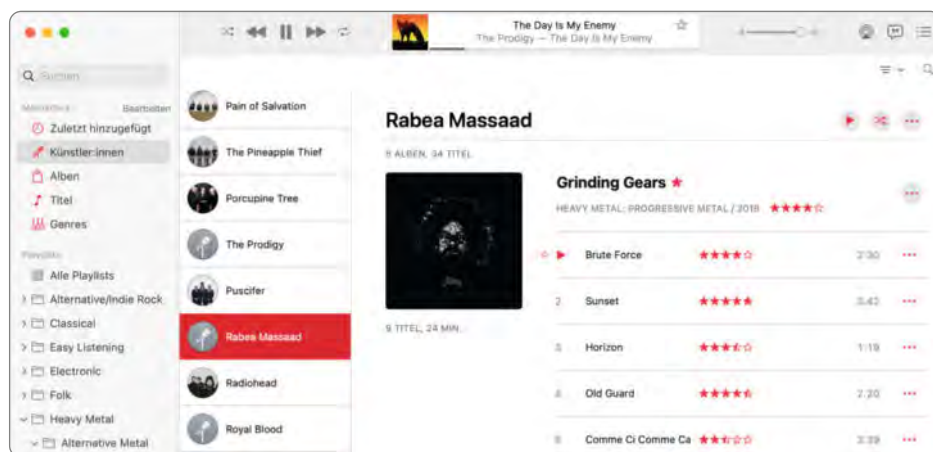 The Day Is My Enemy
The Prodigy — The Day Is My Enemy
Suchen
Mediathek Bearbeiten
Zuletzt hinzugefügt
Künstler:innen
Alben
Titel
Genres
Playlists
Alle Playlists
Alternative/Indie Rock
Classical
Easy Listening
Electronic
Folk
Heavy Metal
Alternative Metal
Pain of Salvation
The Pineapple Thief
Porcupine Tree
The Prodigy
Puscifer
Rabea Massaad
Radiohead
Royal Blood
Rabea Massaad
34 TITEL
Grinding Gears
HEAVY METAL: PROGRESSIVE METAL / 2018
9 TITEL, 24 MIN.
Brute Force 2:30
2 Sunset 3:42
3 Horizon 1:19
4 Old Guard 2:20
Comme Ci Comme Ca 3:39